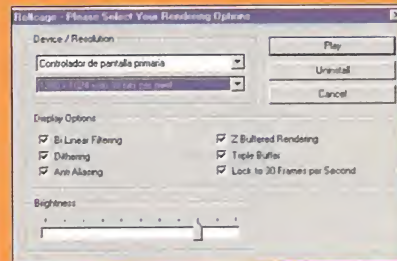 Rollcage - Please Select Your Rendering Options
Device / Resolution
Controlador de pantalla primaria
Play
Uninstall
Cancel
Display Options
Bi Linear Filtering
Dithering
Anti Aliasing
Z Buffered Rendering
Triple Buffer
Lock to 30 Frames per Second
Brightness